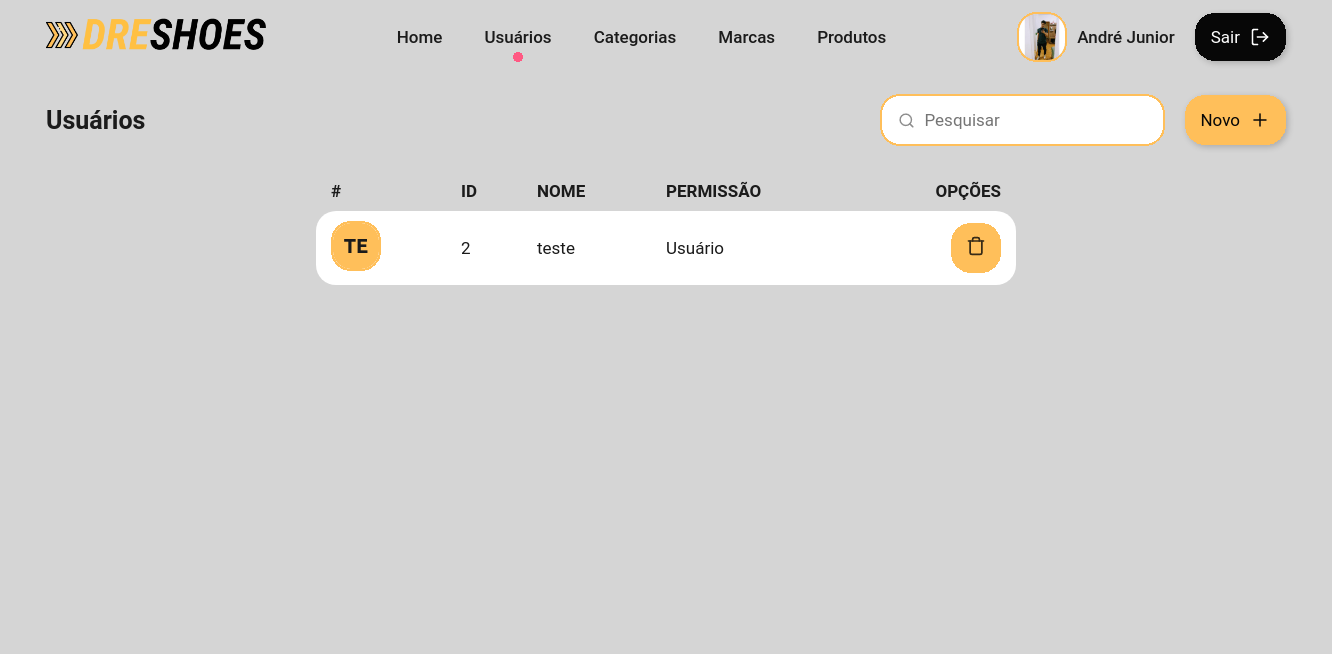 DRESHOES
Home Usuários Categorias Marcas Produtos
André Junior
Sair
Usuários
Pesquisar
Novo
# ID NOME PERMISSÃO OPÇÕES
TE 2 teste Usuário